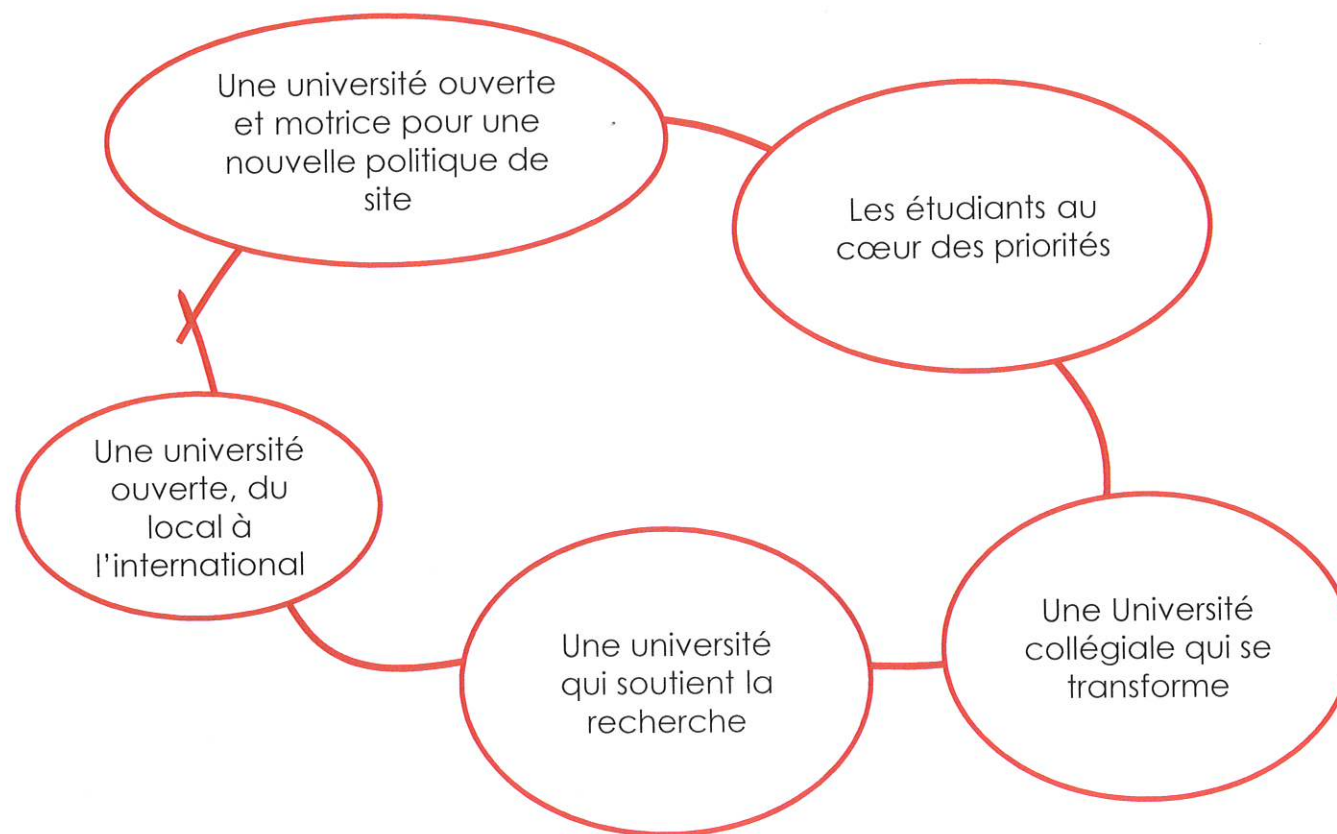 Une université ouverte
et motrice pour une
nouvelle politique de
site
Les étudiants au
cœur des priorités
Une Université
collégiale qui se
transforme
Une université
qui soutient la
recherche
Une université
ouverte, du
local à
l'international